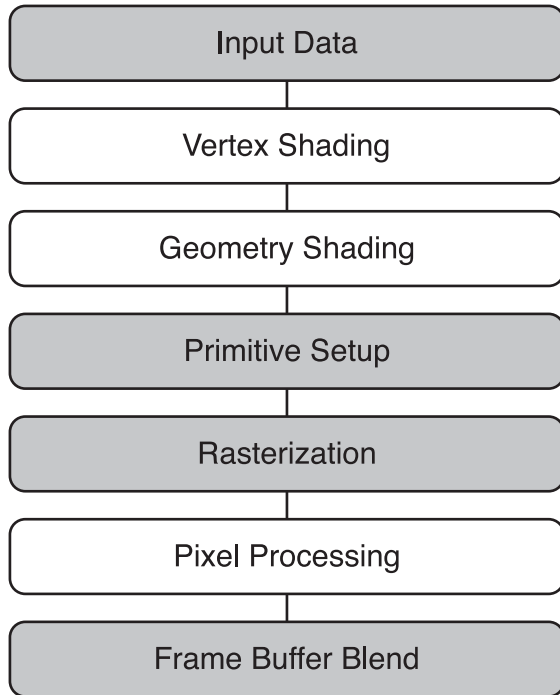 Input Data
Vertex Shading
Geometry Shading
Primitive Setup
Rasterization
Pixel Processing
Frame Buffer Blend